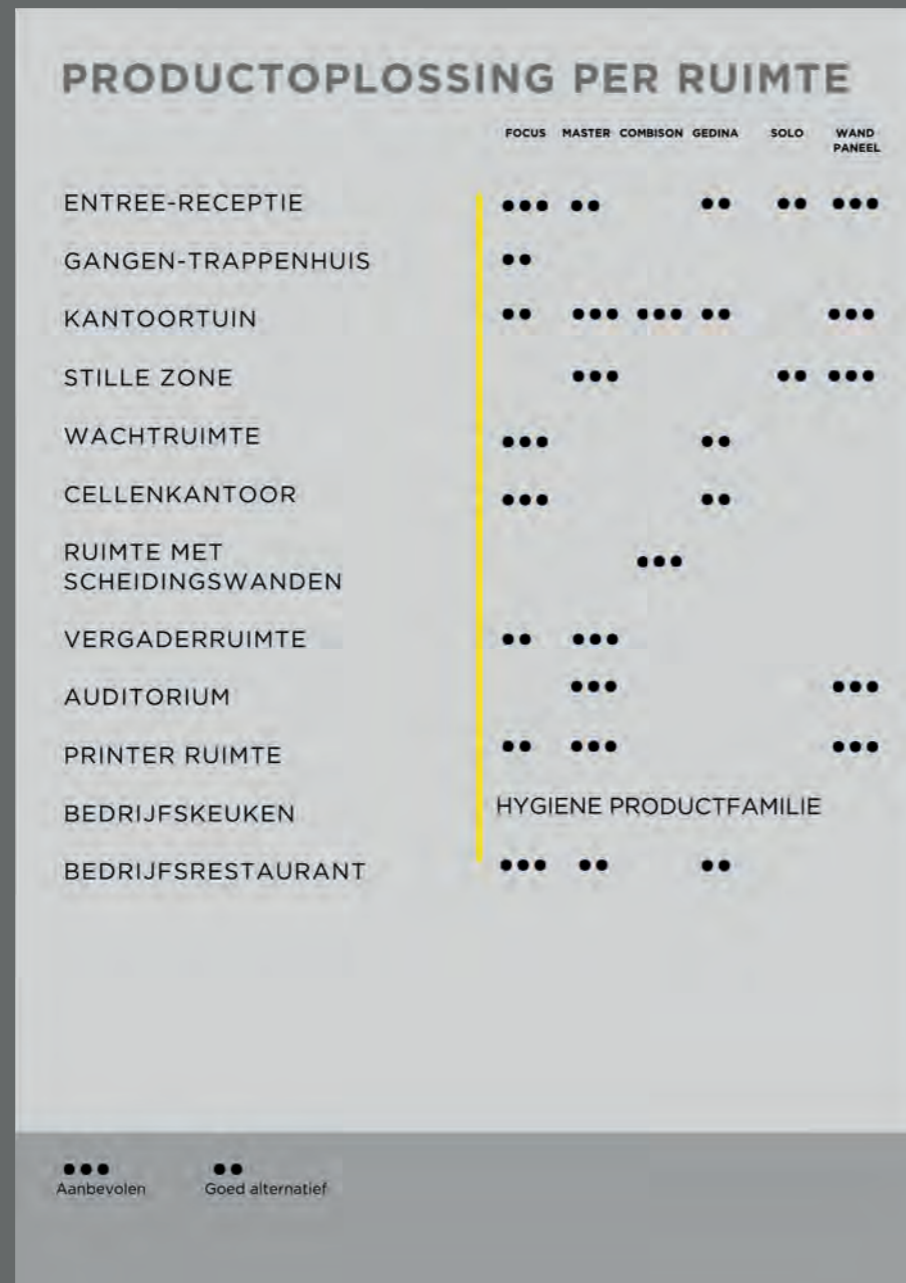 PRODUCTOPLOSSING PER RUIMTE
FOCUS MASTER COMBISON GEDINA SOLO WAND PANEEL
ENTREE-RECEPTIE ●●● ●● ●● ●● ●●●
GANGEN-TRAPPENHUIS ●●
KANTOORTUIN ●● ●●● ●●● ●● ●●●
STILLE ZONE ●●● ●● ●●●
WACHTRUIMTE ●●● ●●
CELLENKANTOOR ●●● ●●
RUIMTE MET
SCHEIDINGSWANDEN ●●●
VERGADERRUIMTE ●● ●●●
AUDITORIUM ●●● ●●●
PRINTER RUIMTE ●● ●●● ●●●
BEDRIJFSKEUKEN HYGIENE PRODUCTFAMILIE
BEDRIJFSRESTAURANT ●●● ●● ●●
●●● ●●
Aanbevolen Goed alternatief